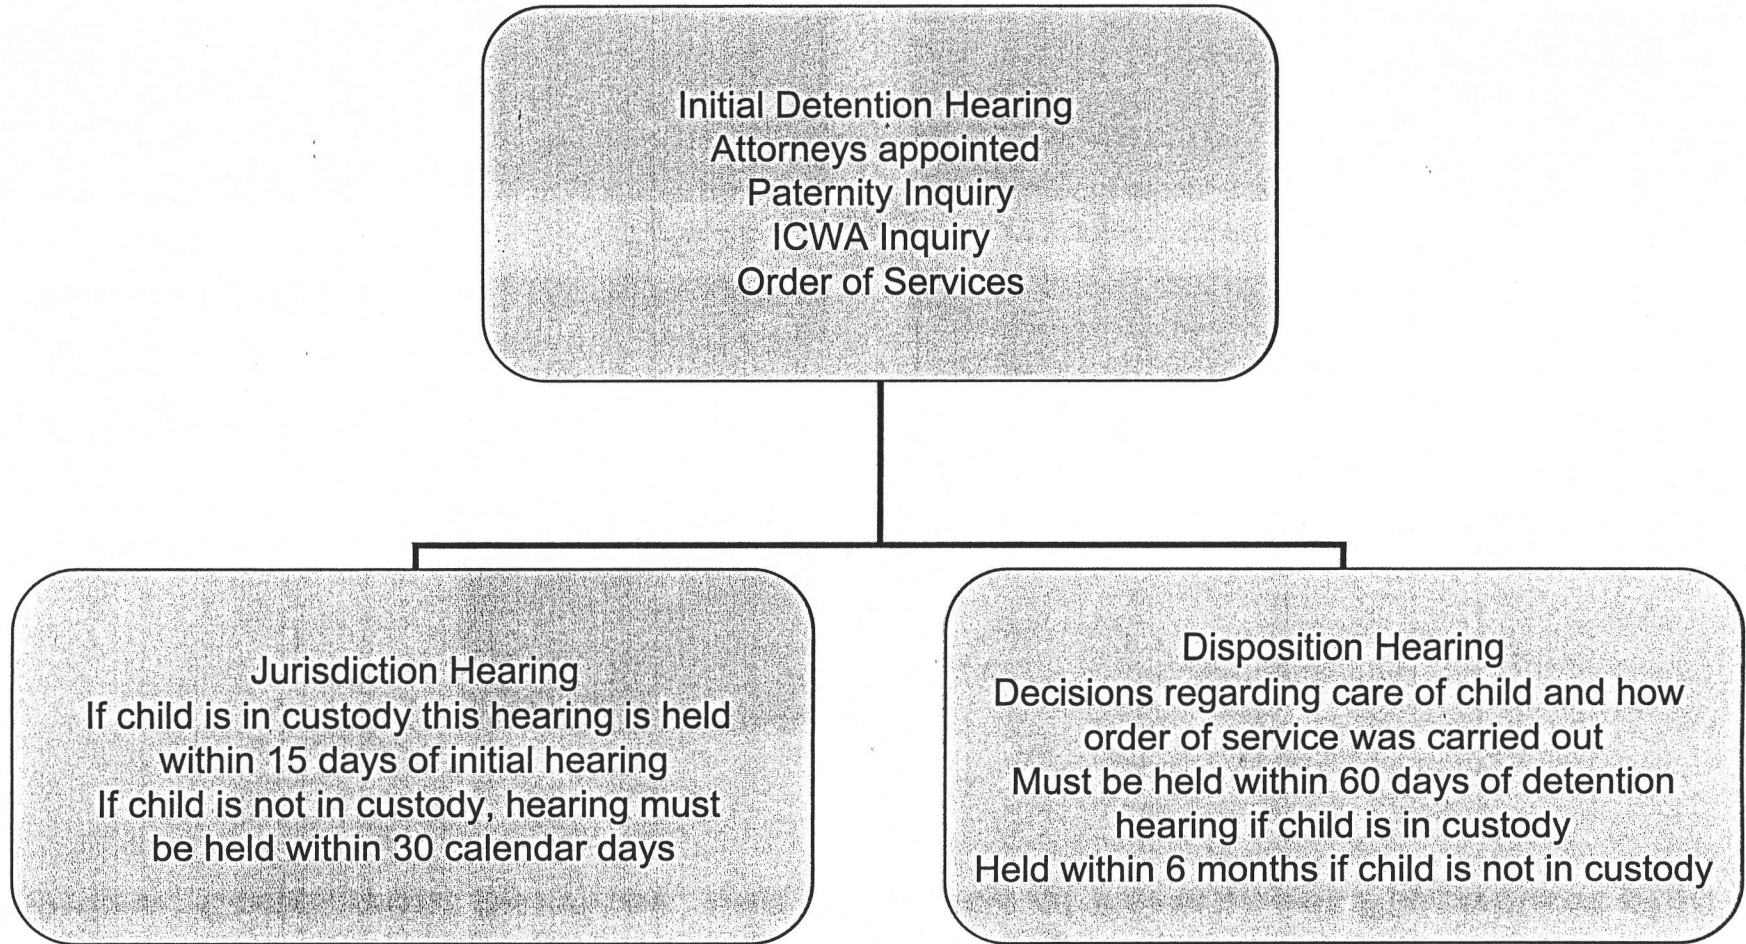 Initial Detention Hearing
Attorneys appointed
Paternity Inquiry
ICWA Inquiry
Order of Services
Jurisdiction Hearing
If child is in custody this hearing is held
within 15 days of initial hearing
If child is not in custody, hearing must
be held within 30 calendar days
Disposition Hearing
Decisions regarding care of child and how
order of service was carried out
Must be held within 60 days of detention
hearing if child is in custody
Held within 6 months if child is not in custody